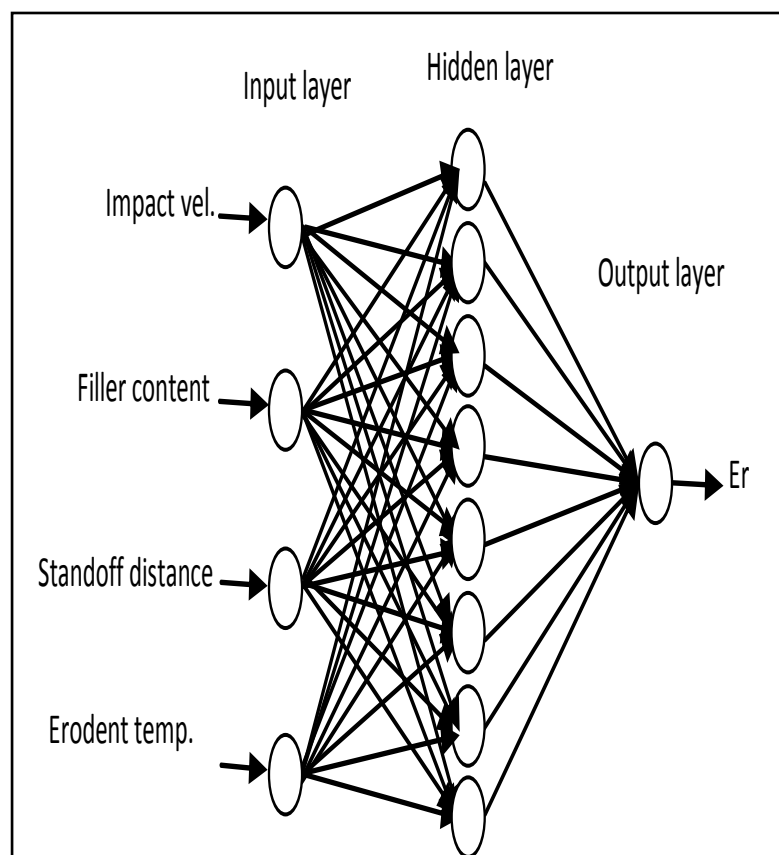 Input layer
Hidden layer
Output layer
Impact vel.
Filler content
Standoff distance
Erodent temp.
Er